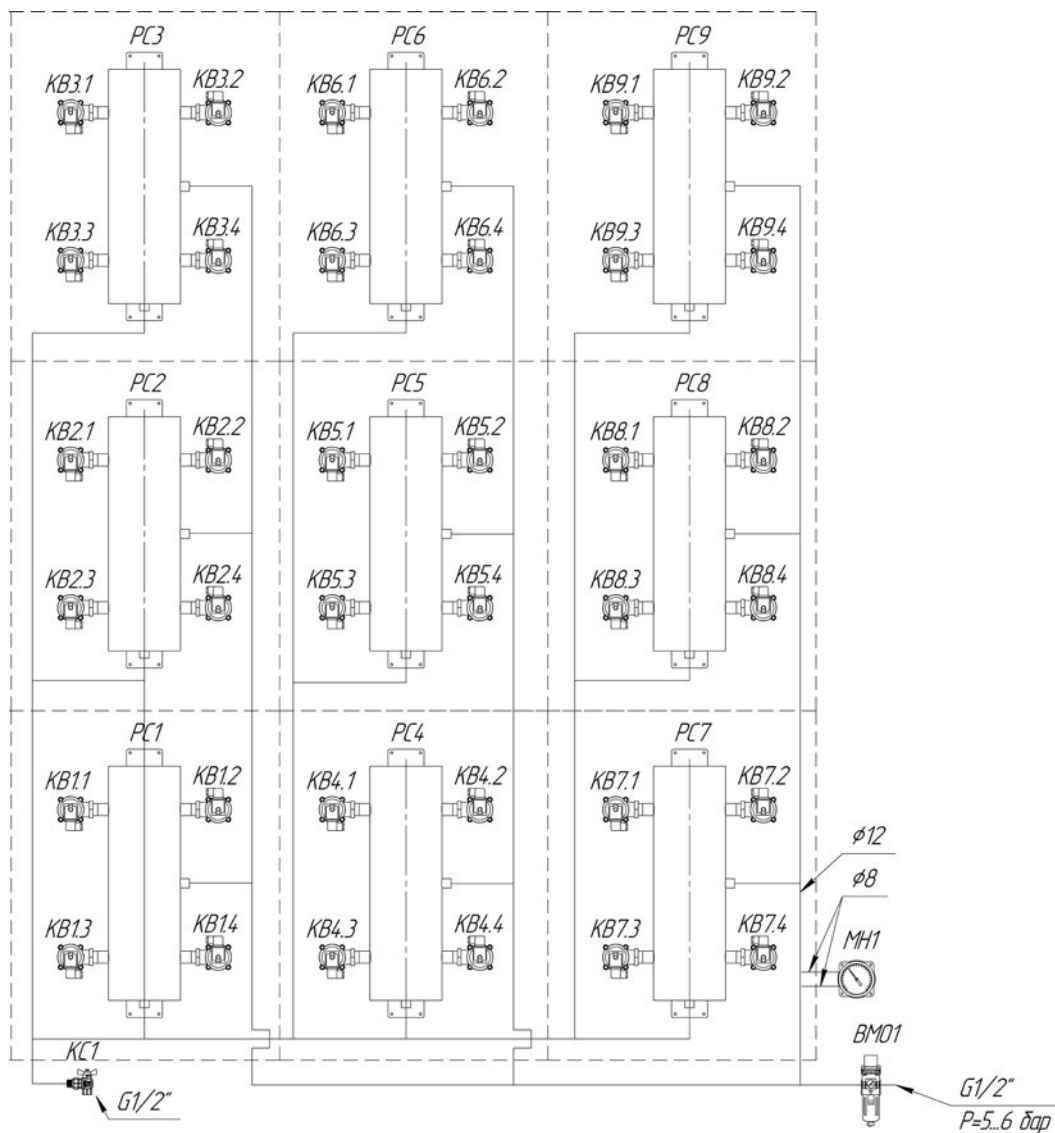 РС3 РС6 РС9
КВ3.1 КВ3.2 КВ6.1 КВ6.2 КВ9.1 КВ9.2
КВ3.3 КВ3.4 КВ6.3 КВ6.4 КВ9.3 КВ9.4
РС2 РС5 РС8
КВ2.1 КВ2.2 КВ5.1 КВ5.2 КВ8.1 КВ8.2
КВ2.3 КВ2.4 КВ5.3 КВ5.4 КВ8.3 КВ8.4
РС1 РС4 РС7
КВ1.1 КВ1.2 КВ4.1 КВ4.2 КВ7.1 КВ7.2
ϕ12
ϕ8
КВ1.3 КВ1.4 КВ4.3 КВ4.4 КВ7.3 КВ7.4
МН1
КС1
ВМО1
G1/2"
G1/2"
Р=5...6 бар